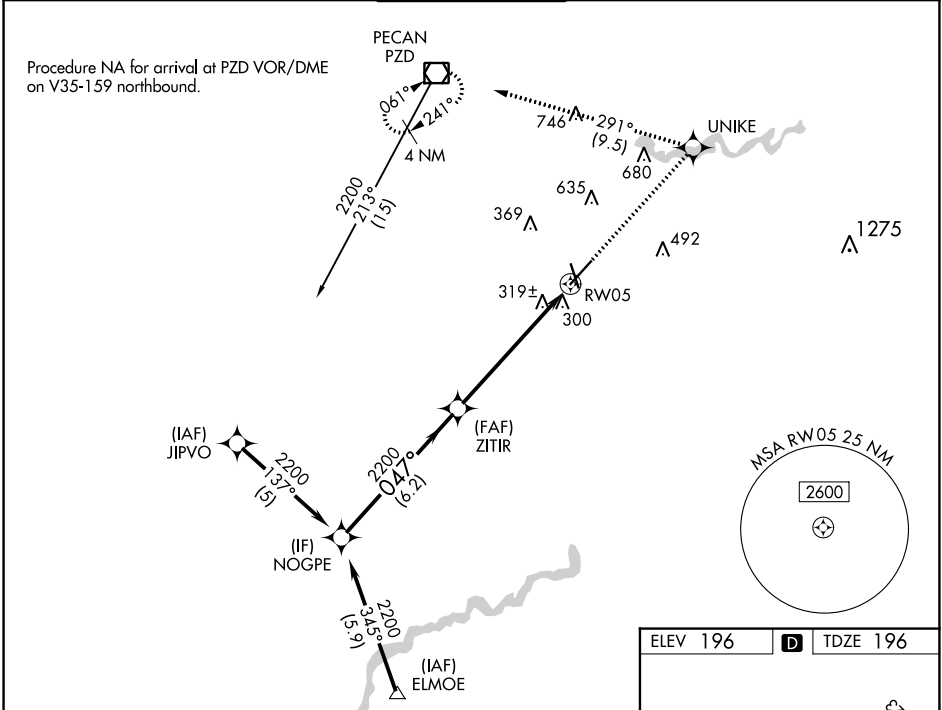 PECAN
PZD
Procedure NA for arrival at PZD VOR/DME
on V35-159 northbound.
061°
241°
4 NM
746
291°
(9.5)
UNIKE
680
2200
213°
(15)
635
369
492
1275
319±
RW05
300
(FAF)
ZITIR
(IAF)
JIPVO
2200
137°
(5)
2200
047°
(6.2)
MSA RW05 25 NM
2600
(IF)
NOGPE
2200
345°
(5.9)
(IAF)
ELMOE
ELEV 196 D TDZE 196